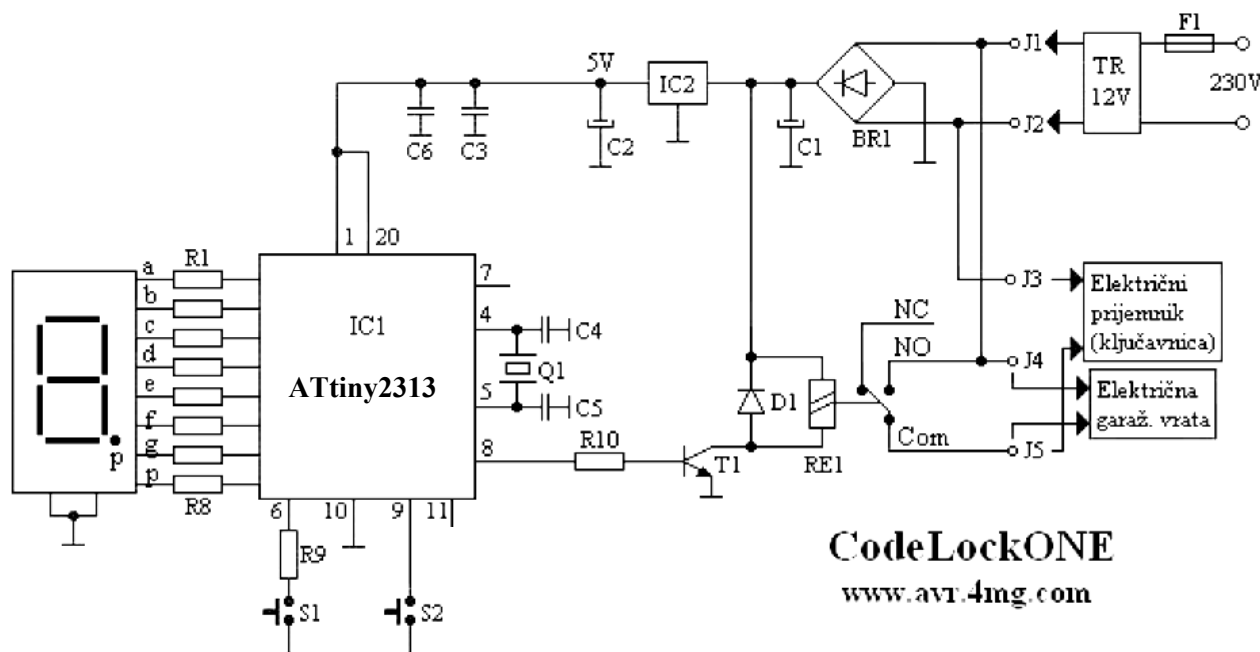 F1
J1
TR
12V
230V
J2
5V
IC2
BR1
C6
C3
C2
C1
1
20
a
R1
b
c
d
e
f
g
p
R8
p
IC1
ATtiny2313
7
4
C4
Q1
5
C5
8
R10
T1
D1
RE1
NC
NO
Com
J3
Električni
prijemnik
(ključavnica)
J4
Električna
garaž. vrata
J5
6
10
9
11
R9
S1
S2
CodeLockONE
www.avr.4mg.com